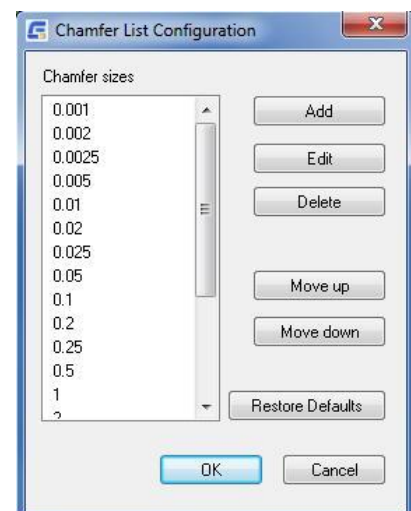 Chamfer List Configuration
Chamfer sizes
0.001
0.002
0.0025
0.005
0.01
0.02
0.025
0.05
0.1
0.2
0.25
0.5
1
Add
Edit
Delete
Move up
Move down
Restore Defaults
OK
Cancel